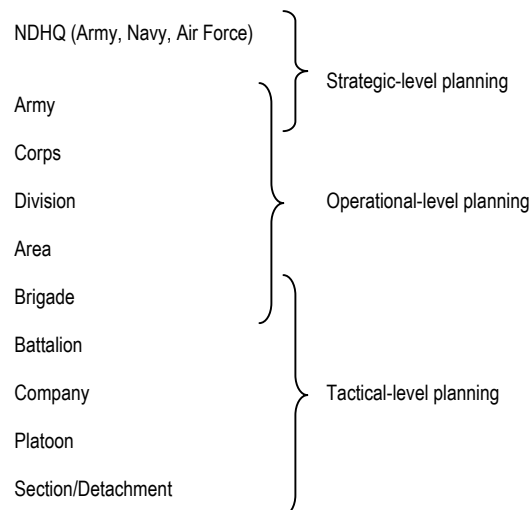 NDHQ (Army, Navy, Air Force)
Strategic-level planning
Army
Corps
Division
Operational-level planning
Area
Brigade
Battalion
Company
Tactical-level planning
Platoon
Section/Detachment